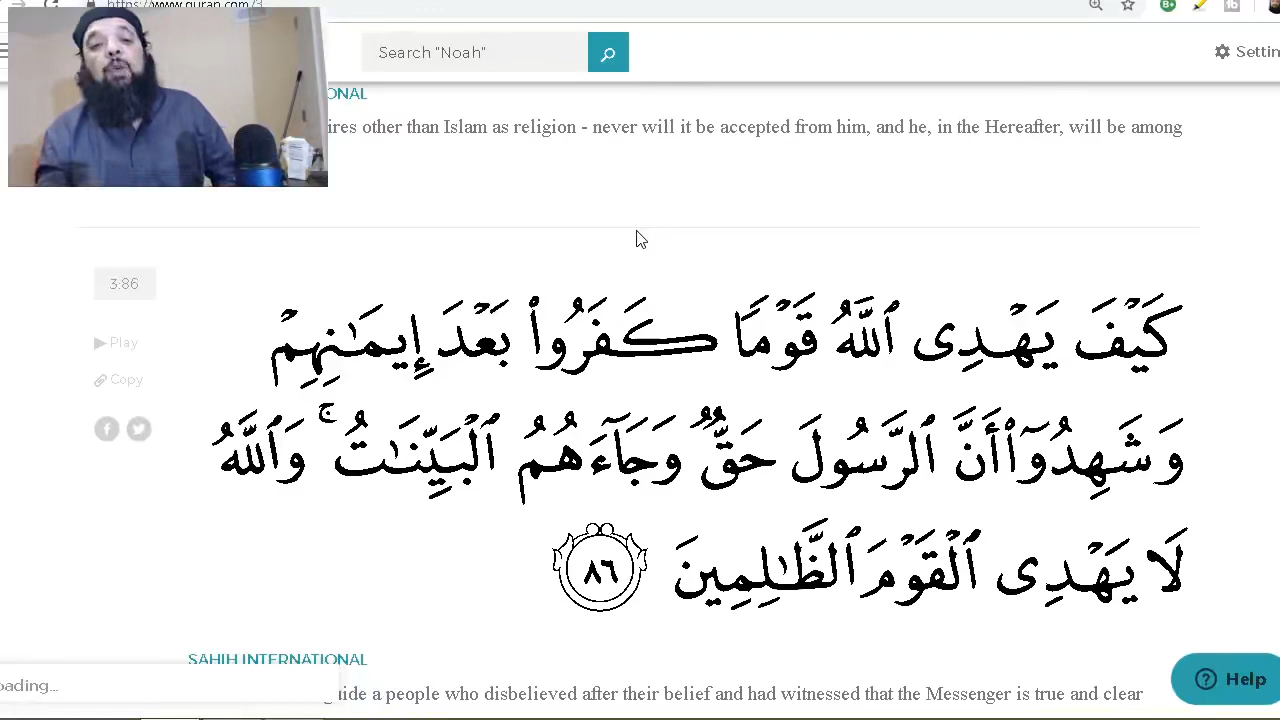 https://www.quran.com/3
Search "Noah"
Settin
ONAL
ires other than Islam as religion - never will it be accepted from him, and he, in the Hereafter, will be among
3:86
Play
Copy
كَيْفَ يَهْدِى ٱللَّهُ قَوْمًا كَفَرُوا۟ بَعْدَ إِيمَـٰنِهِمْ
وَشَهِدُوٓا۟ أَنَّ ٱلرَّسُولَ حَقٌّ وَجَآءَهُمُ ٱلْبَيِّنَـٰتُ ۚ وَٱللَّهُ
لَا يَهْدِى ٱلْقَوْمَ ٱلظَّـٰلِمِينَ ٨٦
SAHIH INTERNATIONAL
guide a people who disbelieved after their belief and had witnessed that the Messenger is true and clear
oading...
Help